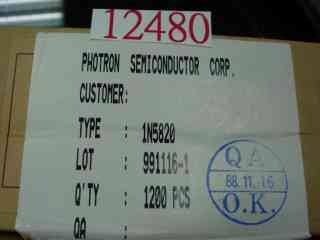 12480
PHOTRON SEMICONDUCTOR CORP.
CUSTOMER:
TYPE : 1N5820
LOT : 991116-1
Q'TY : 1200 PCS
QA :
QA
88.11.16
O.K.